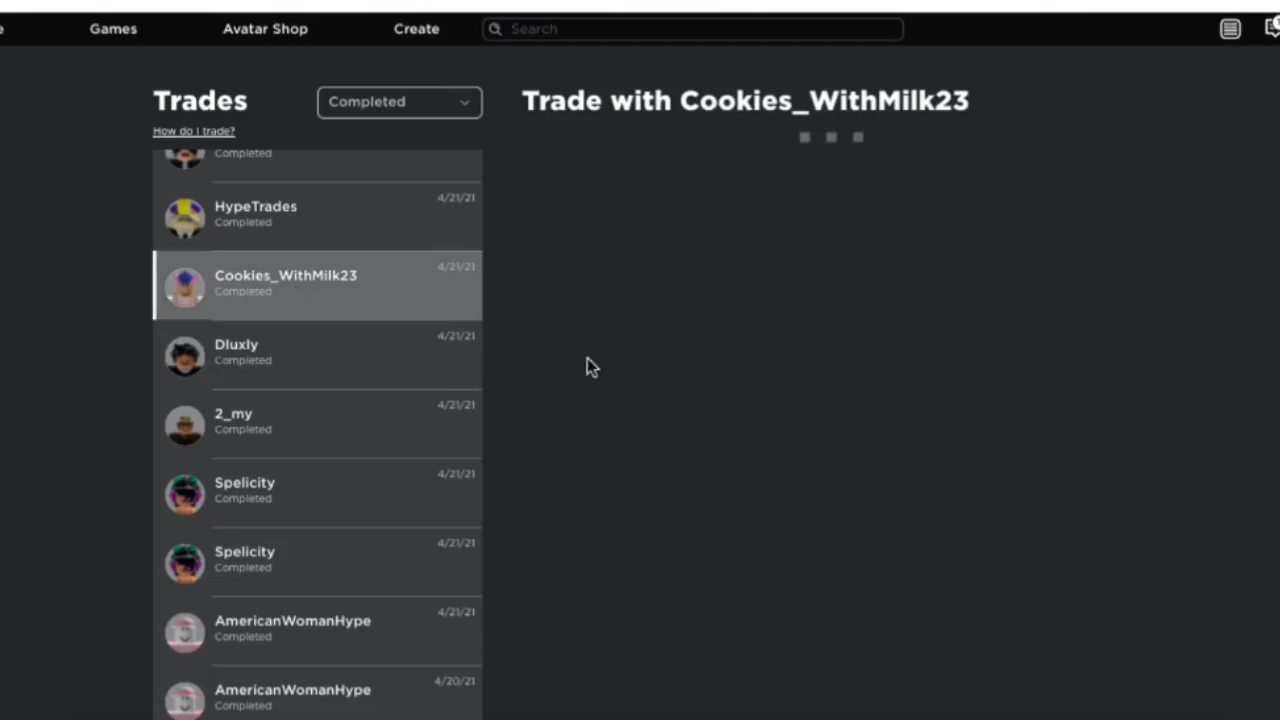 Games Avatar Shop Create Search
Trades Completed
How do I trade?
Completed
HypeTrades 4/21/21
Completed
Cookies_WithMilk23 4/21/21
Completed
Dluxly 4/21/21
Completed
2_my 4/21/21
Completed
Spelicity 4/21/21
Completed
Spelicity 4/21/21
Completed
AmericanWomanHype 4/21/21
Completed
AmericanWomanHype 4/20/21
Completed
Trade with Cookies_WithMilk23